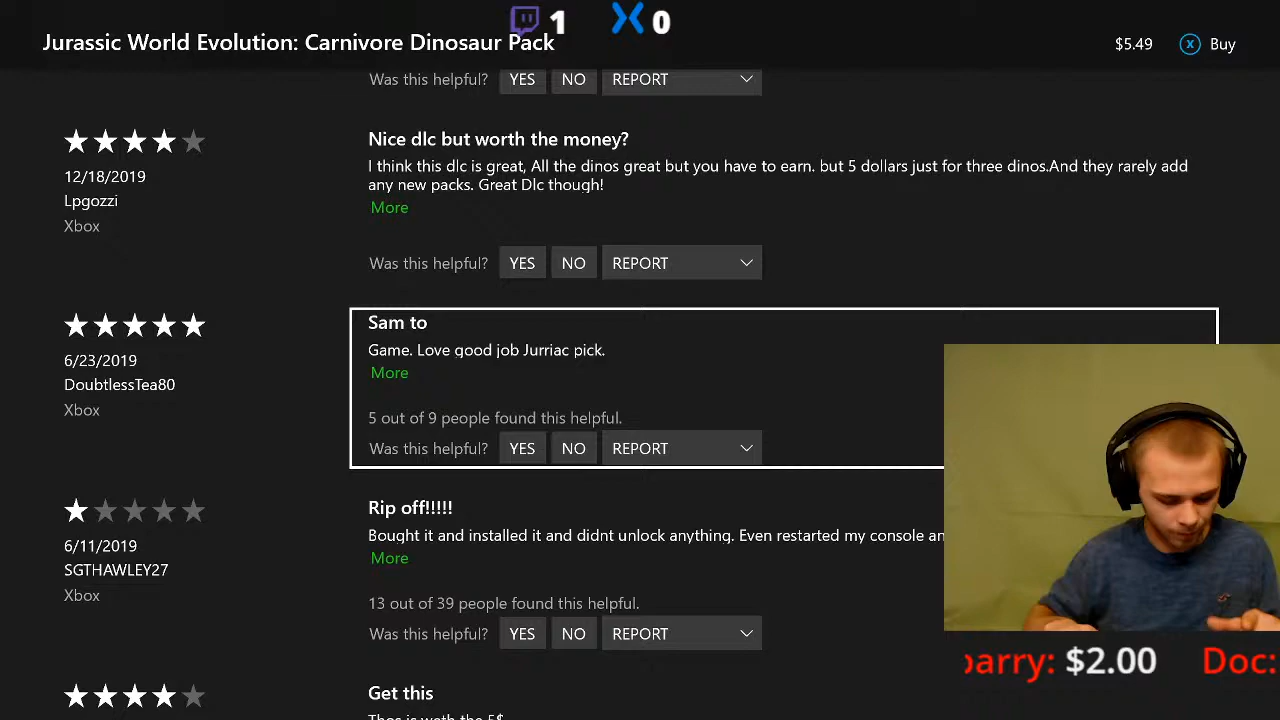 1 0
Jurassic World Evolution: Carnivore Dinosaur Pack
$5.49 X Buy
Was this helpful? YES NO REPORT
Nice dlc but worth the money?
12/18/2019
Lpgozzi
Xbox
I think this dlc is great, All the dinos great but you have to earn. but 5 dollars just for three dinos.And they rarely add
any new packs. Great Dlc though!
More
Was this helpful? YES NO REPORT
Sam to
6/23/2019
DoubtlessTea80
Xbox
Game. Love good job Jurriac pick.
More
5 out of 9 people found this helpful.
Was this helpful? YES NO REPORT
Rip off!!!!!
6/11/2019
SGTHAWLEY27
Xbox
Bought it and installed it and didnt unlock anything. Even restarted my console
More
13 out of 39 people found this helpful.
Was this helpful? YES NO REPORT
Get this
Thos is woth the 5$
parry: $2.00 Doc: